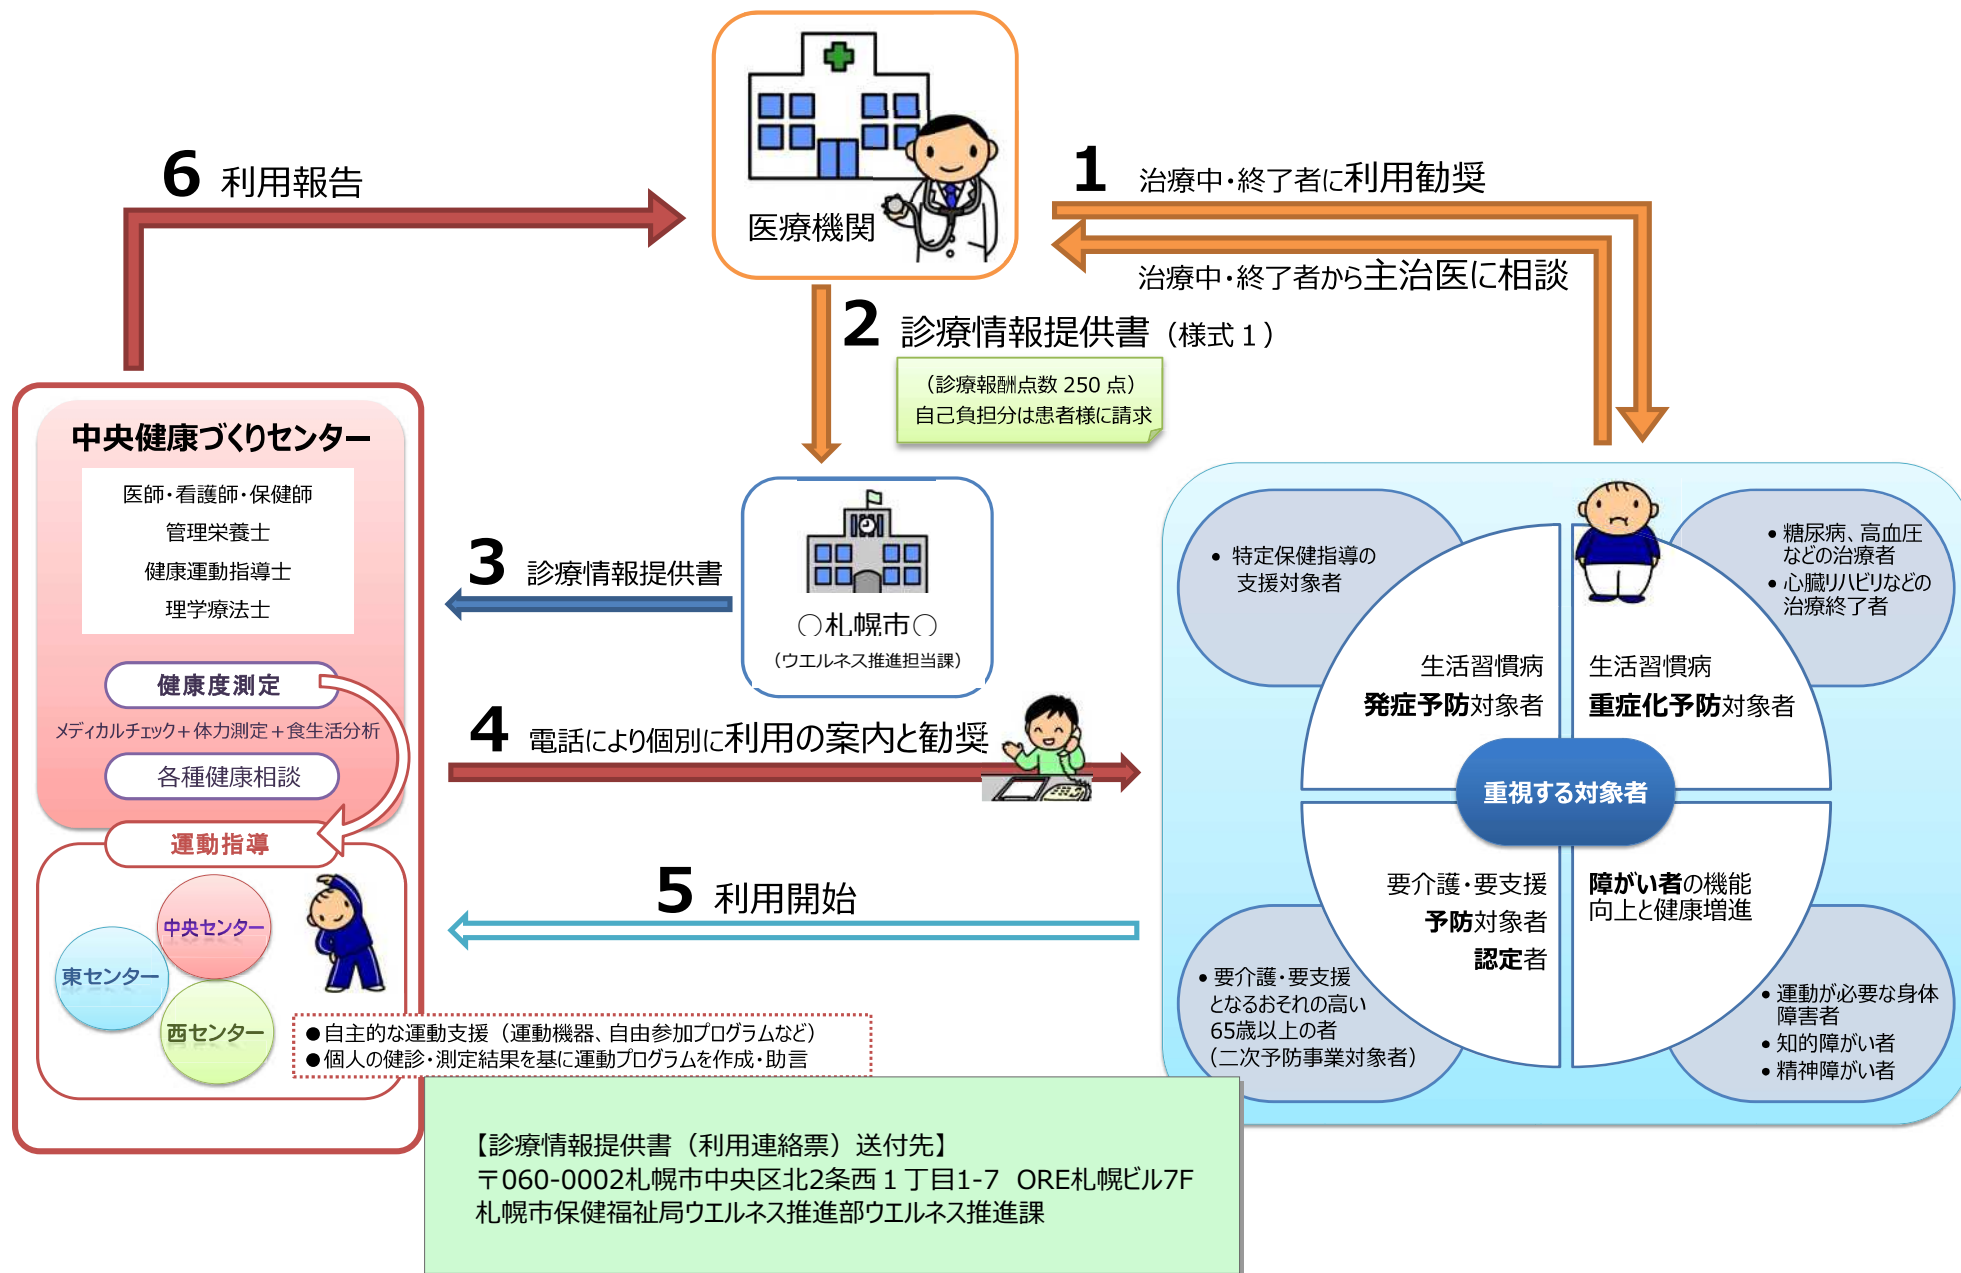 医療機関
6 利用報告
1 治療中・終了者に利用勧奨
治療中・終了者から主治医に相談
2 診療情報提供書（様式１）
（診療報酬点数 250 点）
自己負担分は患者様に請求
中央健康づくりセンター
医師・看護師・保健師
管理栄養士
健康運動指導士
理学療法士
健康度測定
メディカルチェック＋体力測定＋食生活分析
各種健康相談
運動指導
中央センター
東センター
西センター
●自主的な運動支援（運動機器、自由参加プログラムなど）
●個人の健診・測定結果を基に運動プログラムを作成・助言
3 診療情報提供書
○札幌市○
（ウエルネス推進担当課）
4 電話により個別に利用の案内と勧奨
5 利用開始
• 特定保健指導の
支援対象者
• 糖尿病、高血圧
などの治療者
• 心臓リハビリなどの
治療終了者
生活習慣病
発症予防対象者
生活習慣病
重症化予防対象者
重視する対象者
要介護・要支援
予防対象者
認定者
障がい者の機能
向上と健康増進
• 要介護・要支援
となるおそれの高い
65歳以上の者
（二次予防事業対象者）
• 運動が必要な身体
障害者
• 知的障がい者
• 精神障がい者
【診療情報提供書（利用連絡票）送付先】
〒060-0002札幌市中央区北2条西１丁目1-7 ORE札幌ビル7F
札幌市保健福祉局ウエルネス推進部ウエルネス推進課